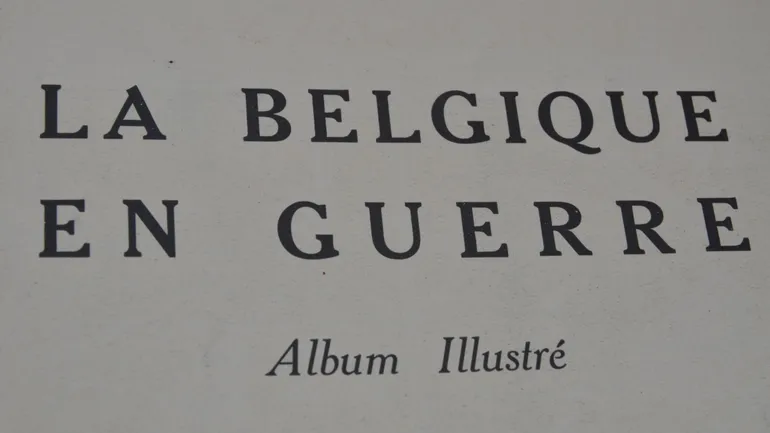 LA BELGIQUE
EN GUERRE
Album Illustré